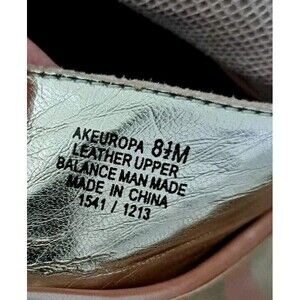 AKEUROPA 8½M
LEATHER UPPER
BALANCE MAN MADE
MADE IN CHINA
1541 / 1213